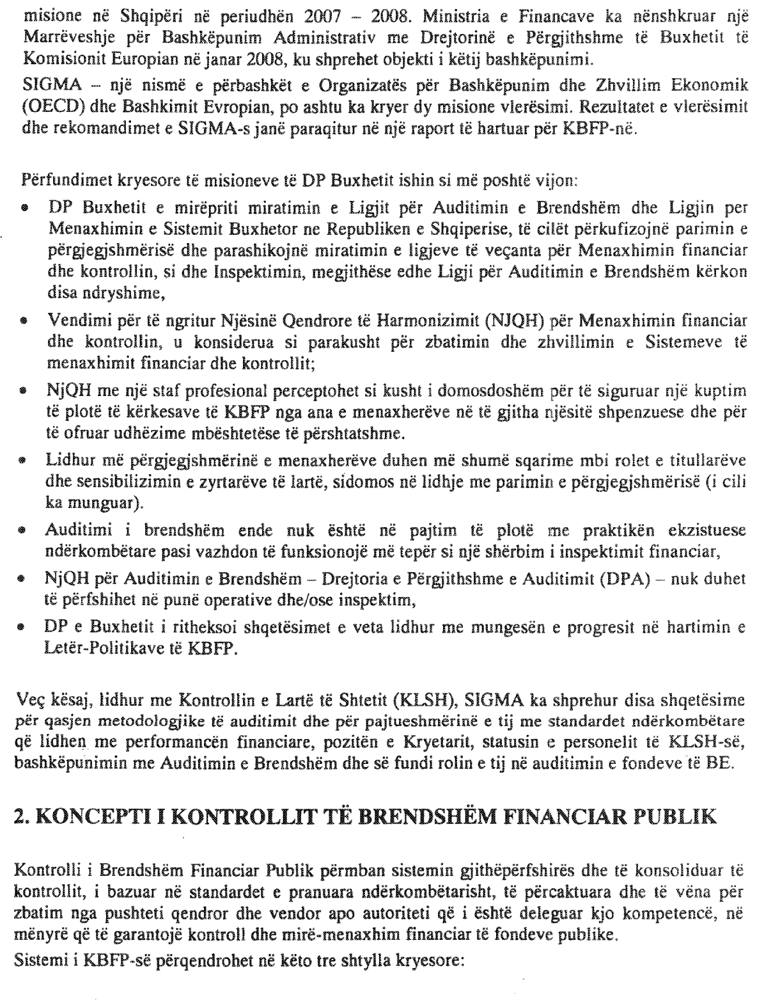 misione në Shqipëri në periudhën 2007 – 2008. Ministria e Financave ka nënshkruar një
Marrëveshje për Bashkëpunim Administrativ me Drejtorinë e Përgjithshme të Buxhetit të
Komisionit Europian në janar 2008, ku shprehet objekti i këtij bashkëpunimi.
SIGMA – një nismë e përbashkët e Organizatës për Bashkëpunim dhe Zhvillim Ekonomik
(OECD) dhe Bashkimit Evropian, po ashtu ka kryer dy misione vlerësimi. Rezultatet e vlerësimit
dhe rekomandimet e SIGMA-s janë paraqitur në një raport të hartuar për KBFP-në.
Përfundimet kryesore të misioneve të DP Buxhetit ishin si më poshtë vijon:
• DP Buxhetit e mirëpriti miratimin e Ligjit për Auditimin e Brendshëm dhe Ligjin per
Menaxhimin e Sistemit Buxhetor ne Republiken e Shqiperise, të cilët përkufizojnë parimin e
përgjegjshmërisë dhe parashikojnë miratimin e ligjeve të veçanta për Menaxhimin financiar
dhe kontrollin, si dhe Inspektimin, megjithëse edhe Ligji për Auditimin e Brendshëm kërkon
disa ndryshime,
• Vendimi për të ngritur Njësinë Qendrore të Harmonizimit (NJQH) për Menaxhimin financiar
dhe kontrollin, u konsiderua si parakusht për zbatimin dhe zhvillimin e Sistemeve të
menaxhimit financiar dhe kontrollit;
• NjQH me një staf profesional perceptohet si kusht i domosdoshëm për të siguruar një kuptim
të plotë të kërkesave të KBFP nga ana e menaxherëve në të gjitha njësitë shpenzuese dhe për
të ofruar udhëzime mbështetëse të përshtatshme.
• Lidhur më përgjegjshmërinë e menaxherëve duhen më shumë sqarime mbi rolet e titullarëve
dhe sensibilizimin e zyrtarëve të lartë, sidomos në lidhje me parimin e përgjegjshmërisë (i cili
ka munguar).
• Auditimi i brendshëm ende nuk është në pajtim të plotë me praktikën ekzistuese
ndërkombëtare pasi vazhdon të funksionojë më tepër si një shërbim i inspektimit financiar,
• NjQH për Auditimin e Brendshëm – Drejtoria e Përgjithshme e Auditimit (DPA) – nuk duhet
të përfshihet në punë operative dhe/ose inspektim,
• DP e Buxhetit i ritheksoi shqetësimet e veta lidhur me mungesën e progresit në hartimin e
Letër-Politikave të KBFP.
Veç kësaj, lidhur me Kontrollin e Lartë të Shtetit (KLSH), SIGMA ka shprehur disa shqetësime
për qasjen metodologjike të auditimit dhe për pajtueshmërinë e tij me standardet ndërkombëtare
që lidhen me performancën financiare, pozitën e Kryetarit, statusin e personelit të KLSH-së,
bashkëpunimin me Auditimin e Brendshëm dhe së fundi rolin e tij në auditimin e fondeve të BE.
2. KONCEPTI I KONTROLLIT TË BRENDSHËM FINANCIAR PUBLIK
Kontrolli i Brendshëm Financiar Publik përmban sistemin gjithëpërfshirës dhe të konsoliduar të
kontrollit, i bazuar në standardet e pranuara ndërkombëtarisht, të përcaktuara dhe të vëna për
zbatim nga pushteti qendror dhe vendor apo autoriteti që i është deleguar kjo kompetencë, në
mënyrë që të garantojë kontroll dhe mirë-menaxhim financiar të fondeve publike.
Sistemi i KBFP-së përqendrohet në këto tre shtylla kryesore: